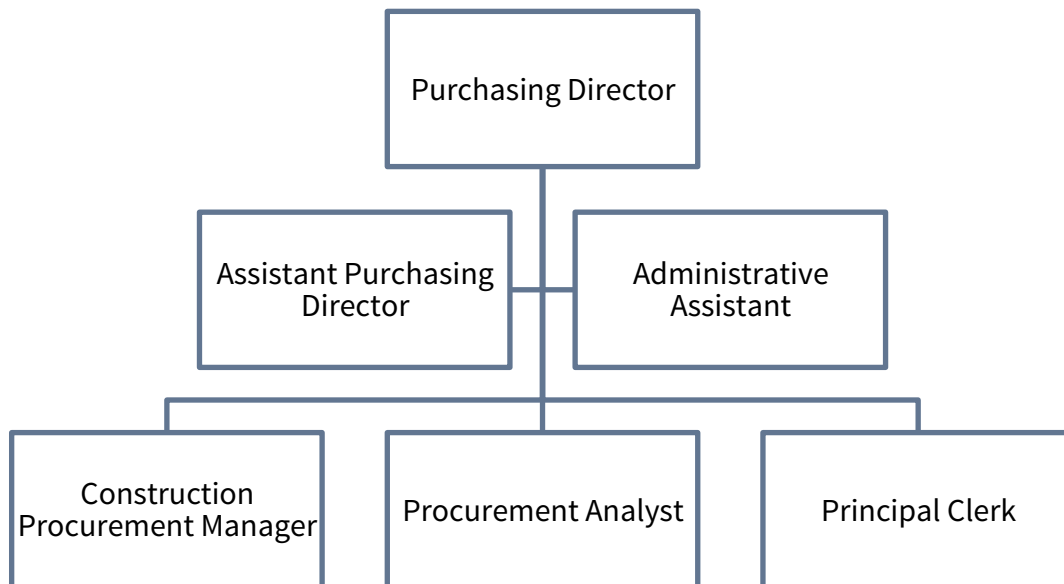 Purchasing Director
Assistant Purchasing
Director
Administrative
Assistant
Construction
Procurement Manager
Procurement Analyst
Principal Clerk